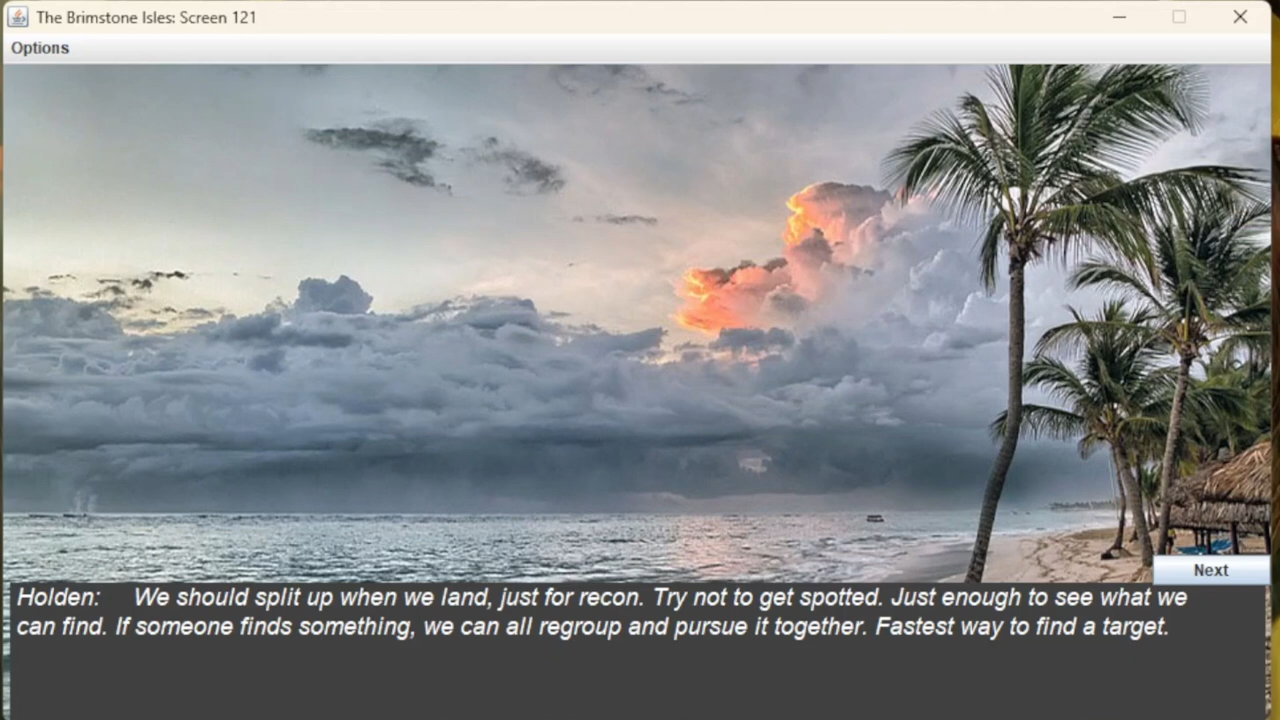 The Brimstone Isles: Screen 121
Options
Next
Holden: We should split up when we land, just for recon. Try not to get spotted. Just enough to see what we
can find. If someone finds something, we can all regroup and pursue it together. Fastest way to find a target.